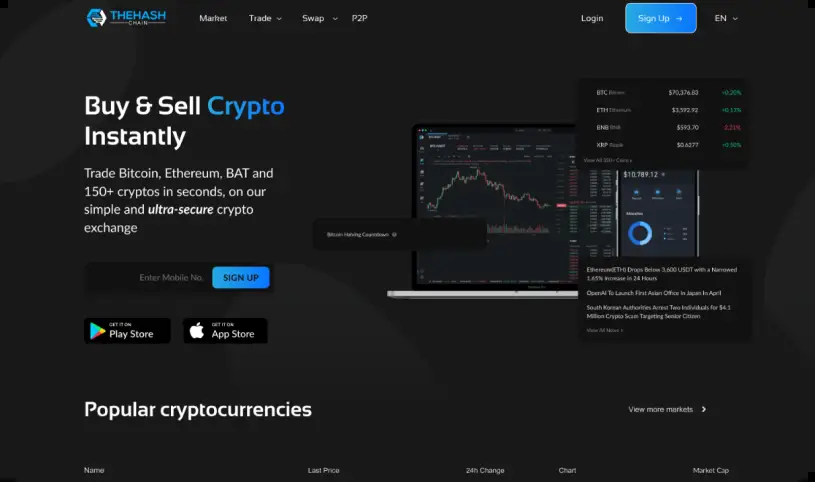 THEHASH
CHAIN
Market
Trade
Swap
P2P
Login
Sign Up →
EN
Buy & Sell Crypto
Instantly
Trade Bitcoin, Ethereum, BAT and
150+ cryptos in seconds, on our
simple and ultra-secure crypto
exchange
Enter Mobile No.
SIGN UP
GET IT ON
Play Store
GET IT ON
App Store
BTC Bitcoin $70,376.83 +0,20%
ETH Ethereum $3,592.92 +0,13%
BNB BNB $593.70
XRP Ripple $0.6277 +0,50%
$10,789.12
Bitcoin Halving Countdown
Ethereum(ETH) Drops Below 3,600 USDT with a Narrowed
1.65% Increase in 24 Hours
OpenAI To Launch First Asian Office in Japan In April
South Korean Authorities Arrest Two Individuals for $4.1
Million Crypto Scam Targeting Senior Citizen
View All News >
Popular cryptocurrencies
View more markets >
Name
Last Price
24h Change
Chart
Market Cap